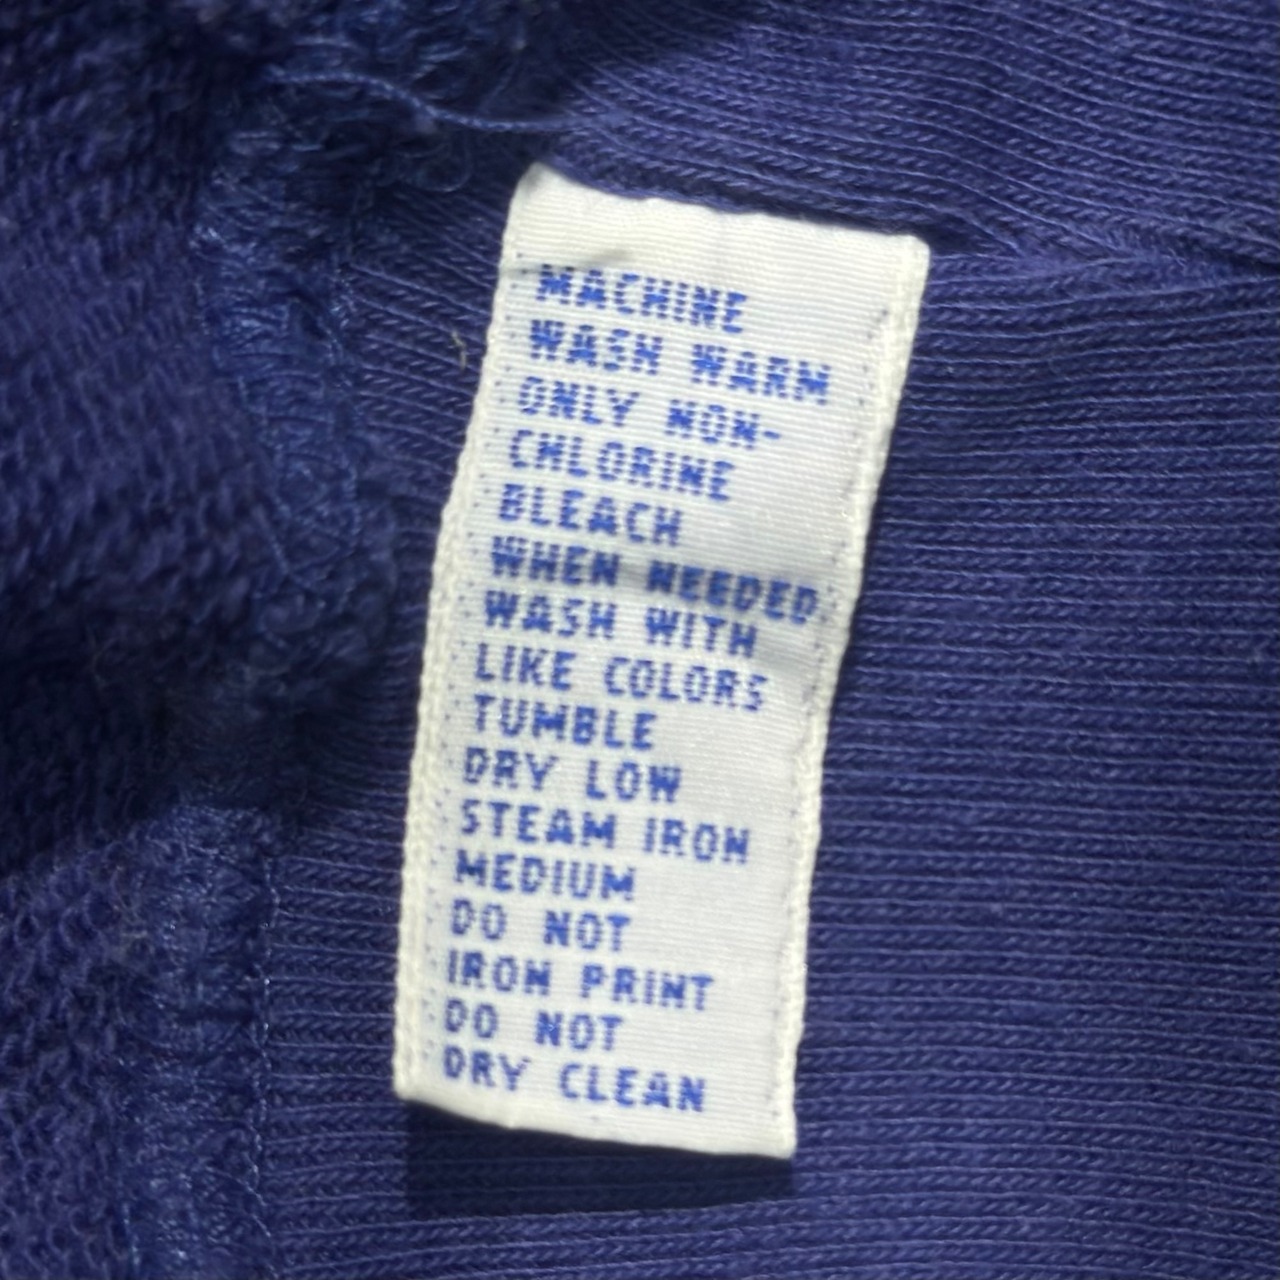 MACHINE
WASH WARM
ONLY NON-
CHLORINE
BLEACH
WHEN NEEDED
WASH WITH
LIKE COLORS
TUMBLE
DRY LOW
STEAM IRON
MEDIUM
DO NOT
IRON PRINT
DO NOT
DRY CLEAN